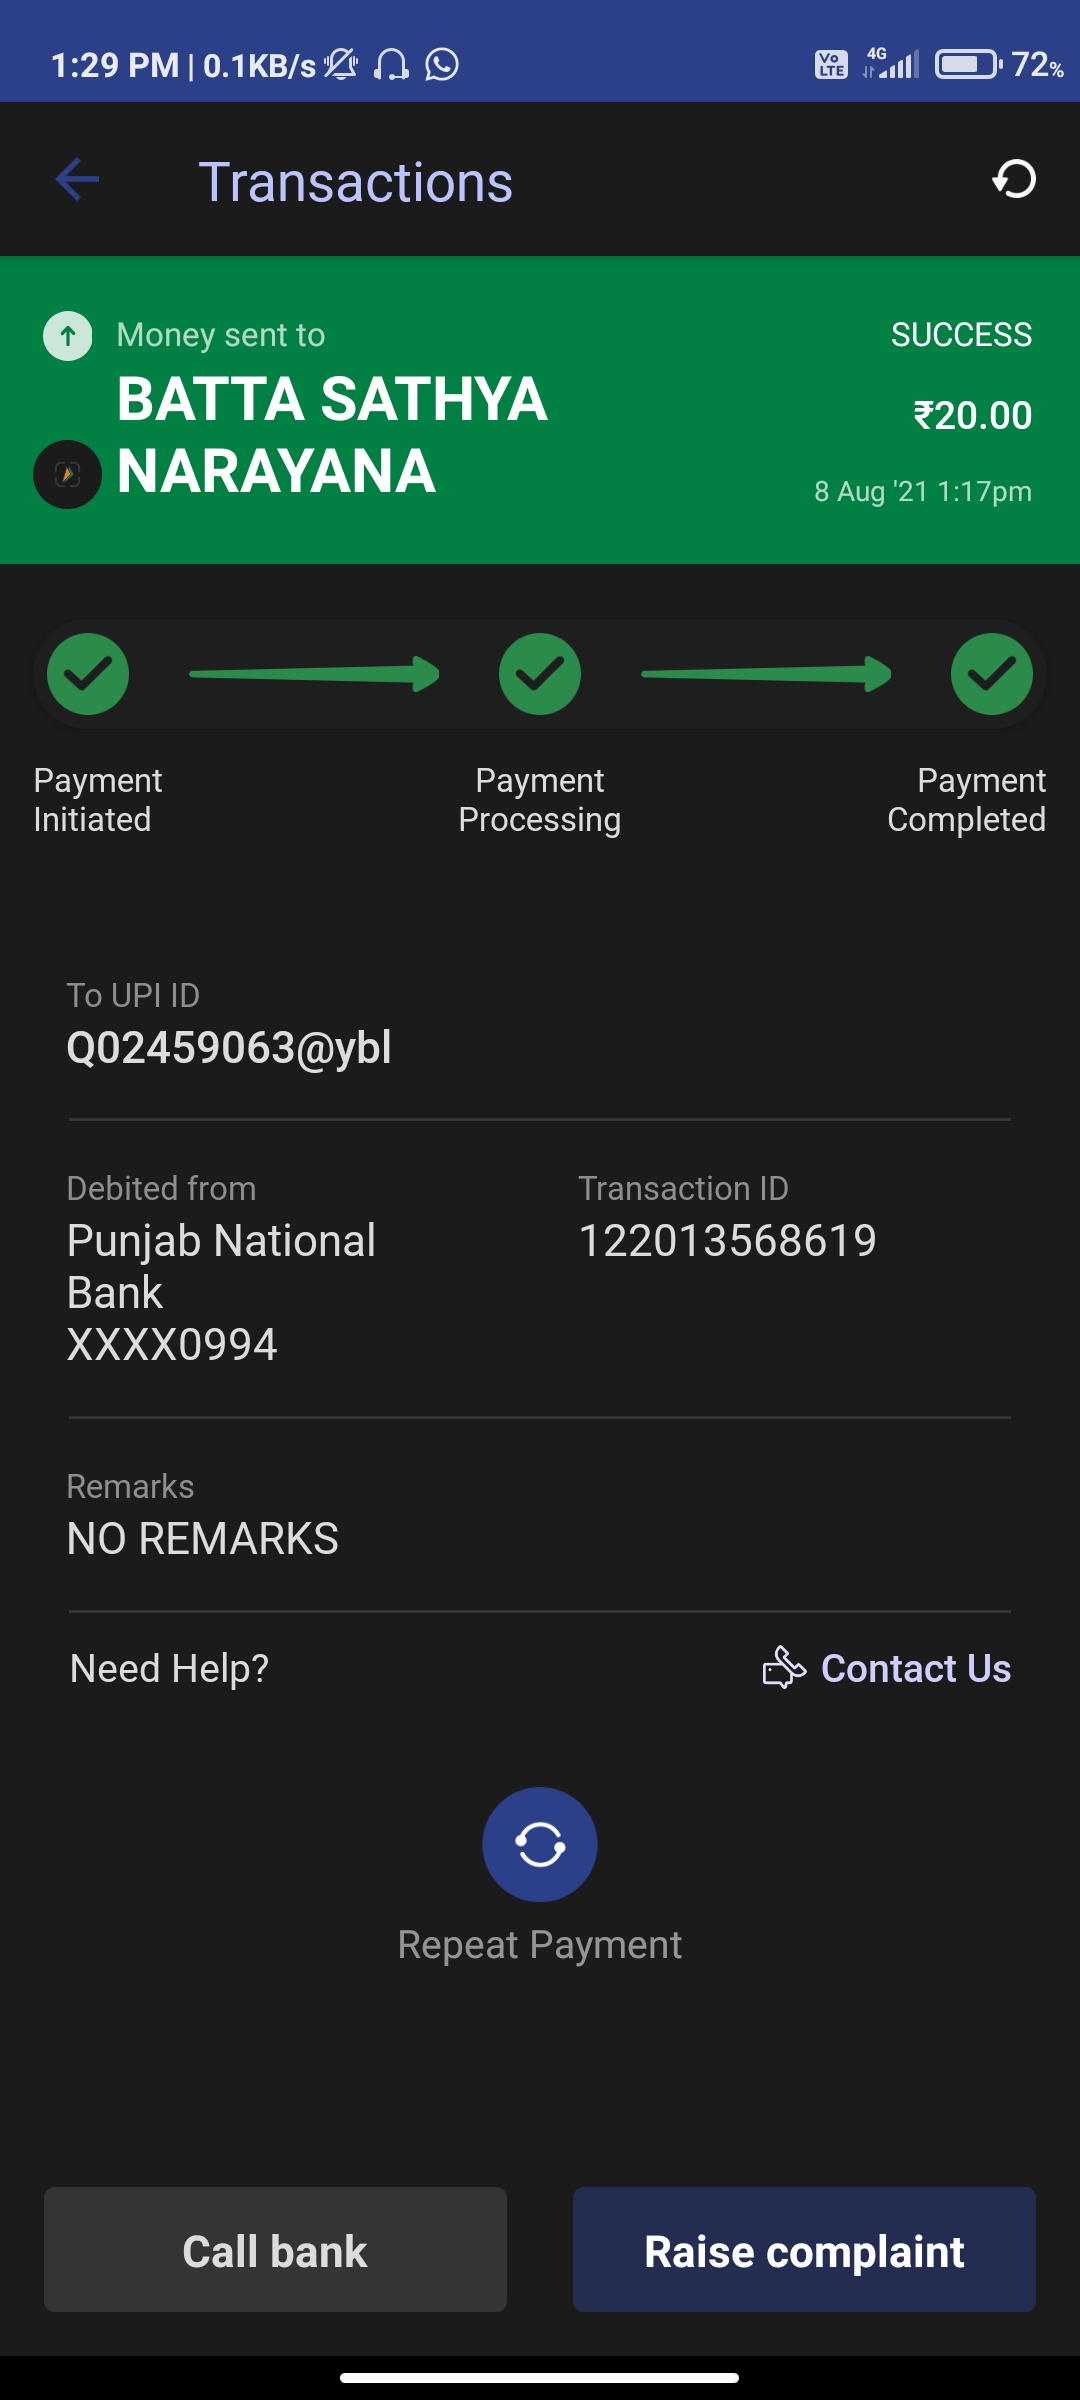 1:29 PM | 0.1KB/s Vo LTE 4G 72%
Transactions
Money sent to SUCCESS
BATTA SATHYA
₹20.00
NARAYANA
8 Aug '21 1:17pm
Payment Payment Payment
Initiated Processing Completed
To UPI ID
Q02459063@ybl
Debited from Transaction ID
Punjab National 122013568619
Bank
XXXX0994
Remarks
NO REMARKS
Need Help? Contact Us
Repeat Payment
Call bank Raise complaint